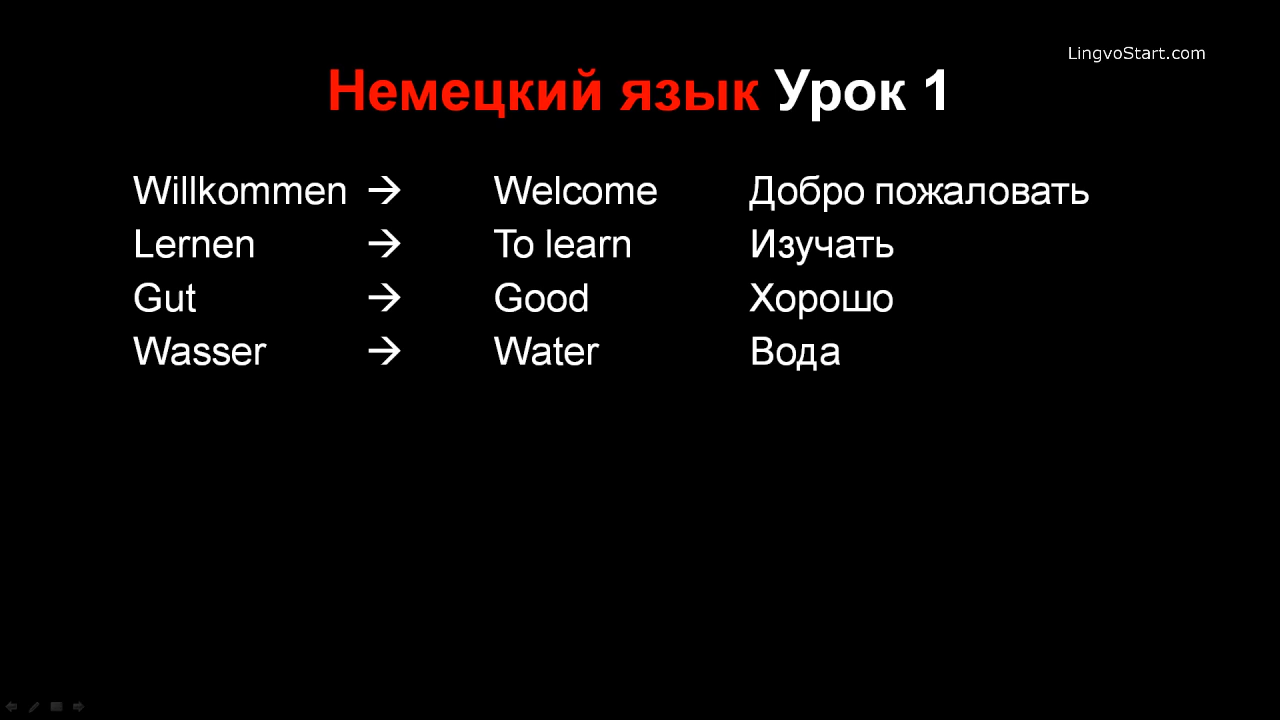 LingvoStart.com
Немецкий язык Урок 1
Willkommen → Welcome Добро пожаловать
Lernen → To learn Изучать
Gut → Good Хорошо
Wasser → Water Вода